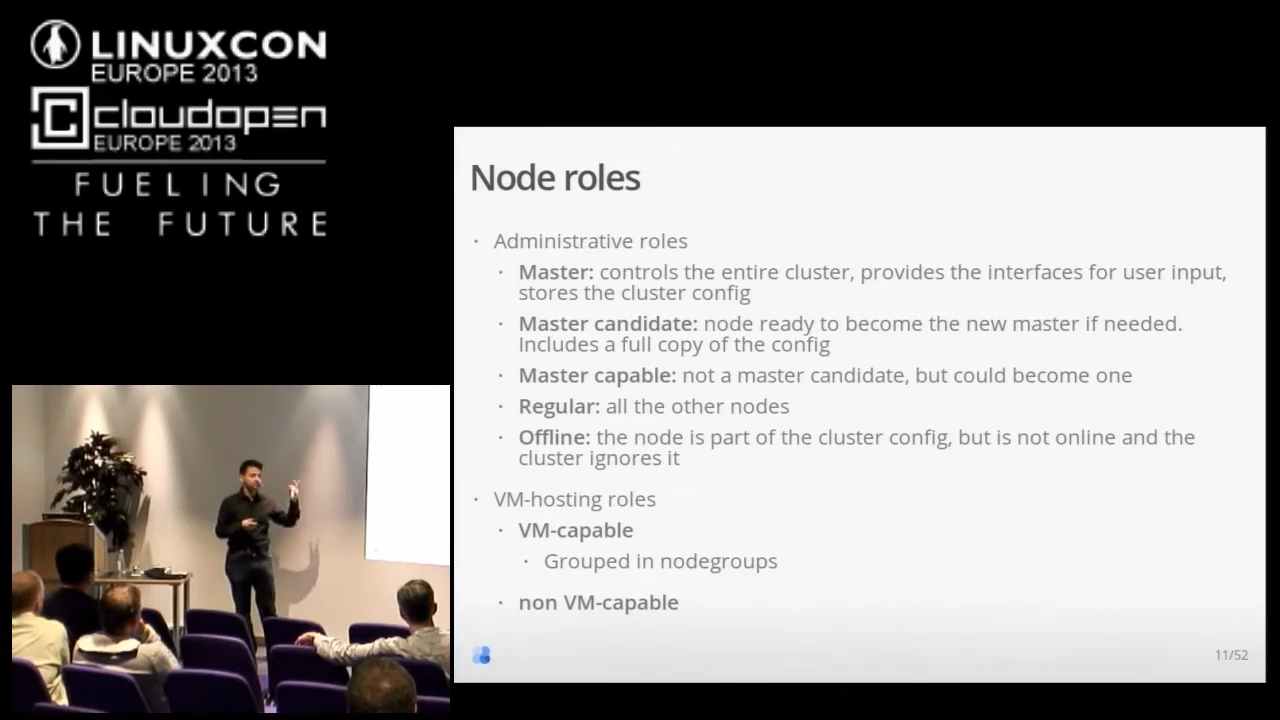 LINUXCON
EUROPE 2013
cloudopen
EUROPE 2013
FUELING
THE FUTURE
Node roles
· Administrative roles
· Master: controls the entire cluster, provides the interfaces for user input,
stores the cluster config
· Master candidate: node ready to become the new master if needed.
Includes a full copy of the config
· Master capable: not a master candidate, but could become one
· Regular: all the other nodes
· Offline: the node is part of the cluster config, but is not online and the
cluster ignores it
· VM-hosting roles
· VM-capable
· Grouped in nodegroups
· non VM-capable
11/52